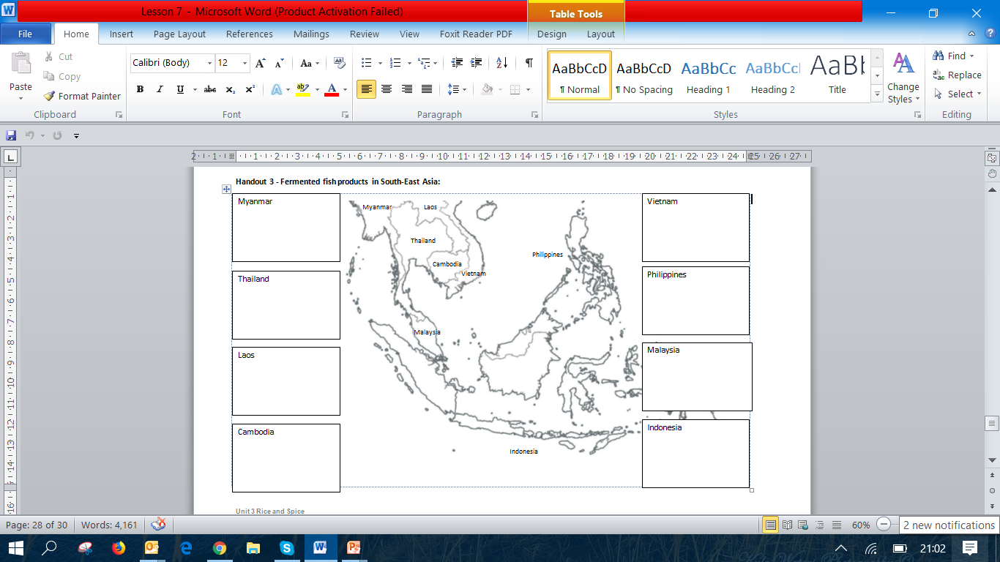 Lesson 7 - Microsoft Word (Product Activation Failed)
Table Tools
File Home Insert Page Layout References Mailings Review View Foxit Reader PDF Design Layout
Paste
Cut
Copy
Format Painter
Clipboard
Calibri (Body) 12
Font
Paragraph
AaBbCcD AaBbCcD AaBbCc AaBbCcI AaBb
¶ Normal ¶ No Spacing Heading 1 Heading 2 Title
Change
Styles
Styles
Find
Replace
Select
Editing
2 1 1 2 3 4 5 6 7 8 9 10 11 12 13 14 15 16 17 18 19 20 21 22 23 24 25 26 27
Handout 3 - Fermented fish products in South-East Asia:
Myanmar
Thailand
Laos
Cambodia
Myanmar
Laos
Thailand
Cambodia
Vietnam
Philippines
Malaysia
Indonesia
Vietnam
Philippines
Malaysia
Indonesia
Unit 3 Rice and Spice
Page: 28 of 30 Words: 4,161
60%
2 new notifications
21:02